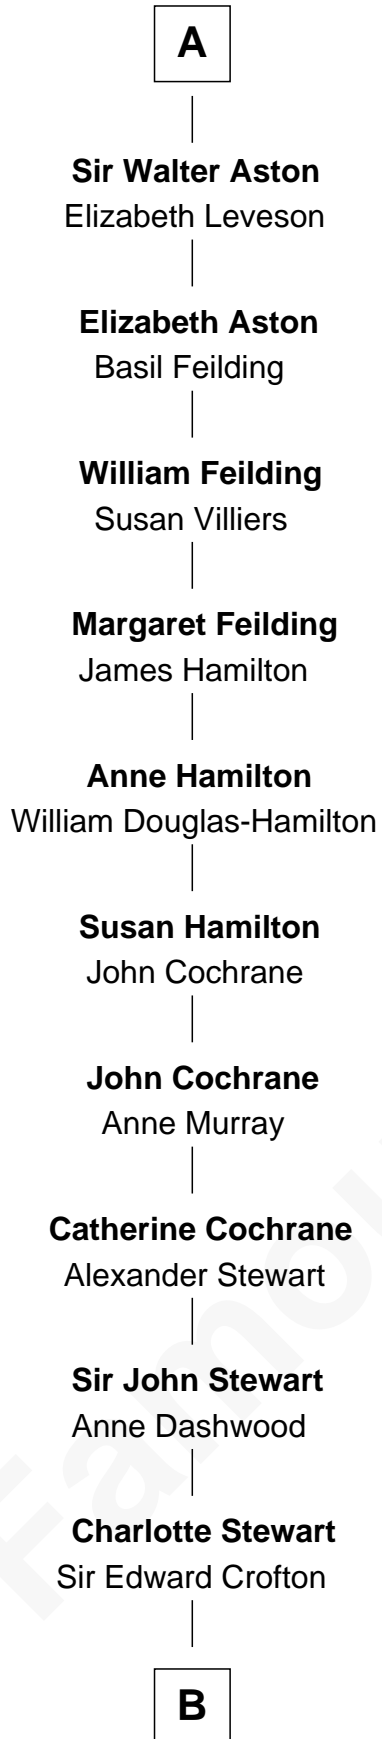 A
Sir Walter Aston
Elizabeth Leveson
Elizabeth Aston
Basil Feilding
William Feilding
Susan Villiers
Margaret Feilding
James Hamilton
Anne Hamilton
William Douglas-Hamilton
Susan Hamilton
John Cochrane
John Cochrane
Anne Murray
Catherine Cochrane
Alexander Stewart
Sir John Stewart
Anne Dashwood
Charlotte Stewart
Sir Edward Crofton
B